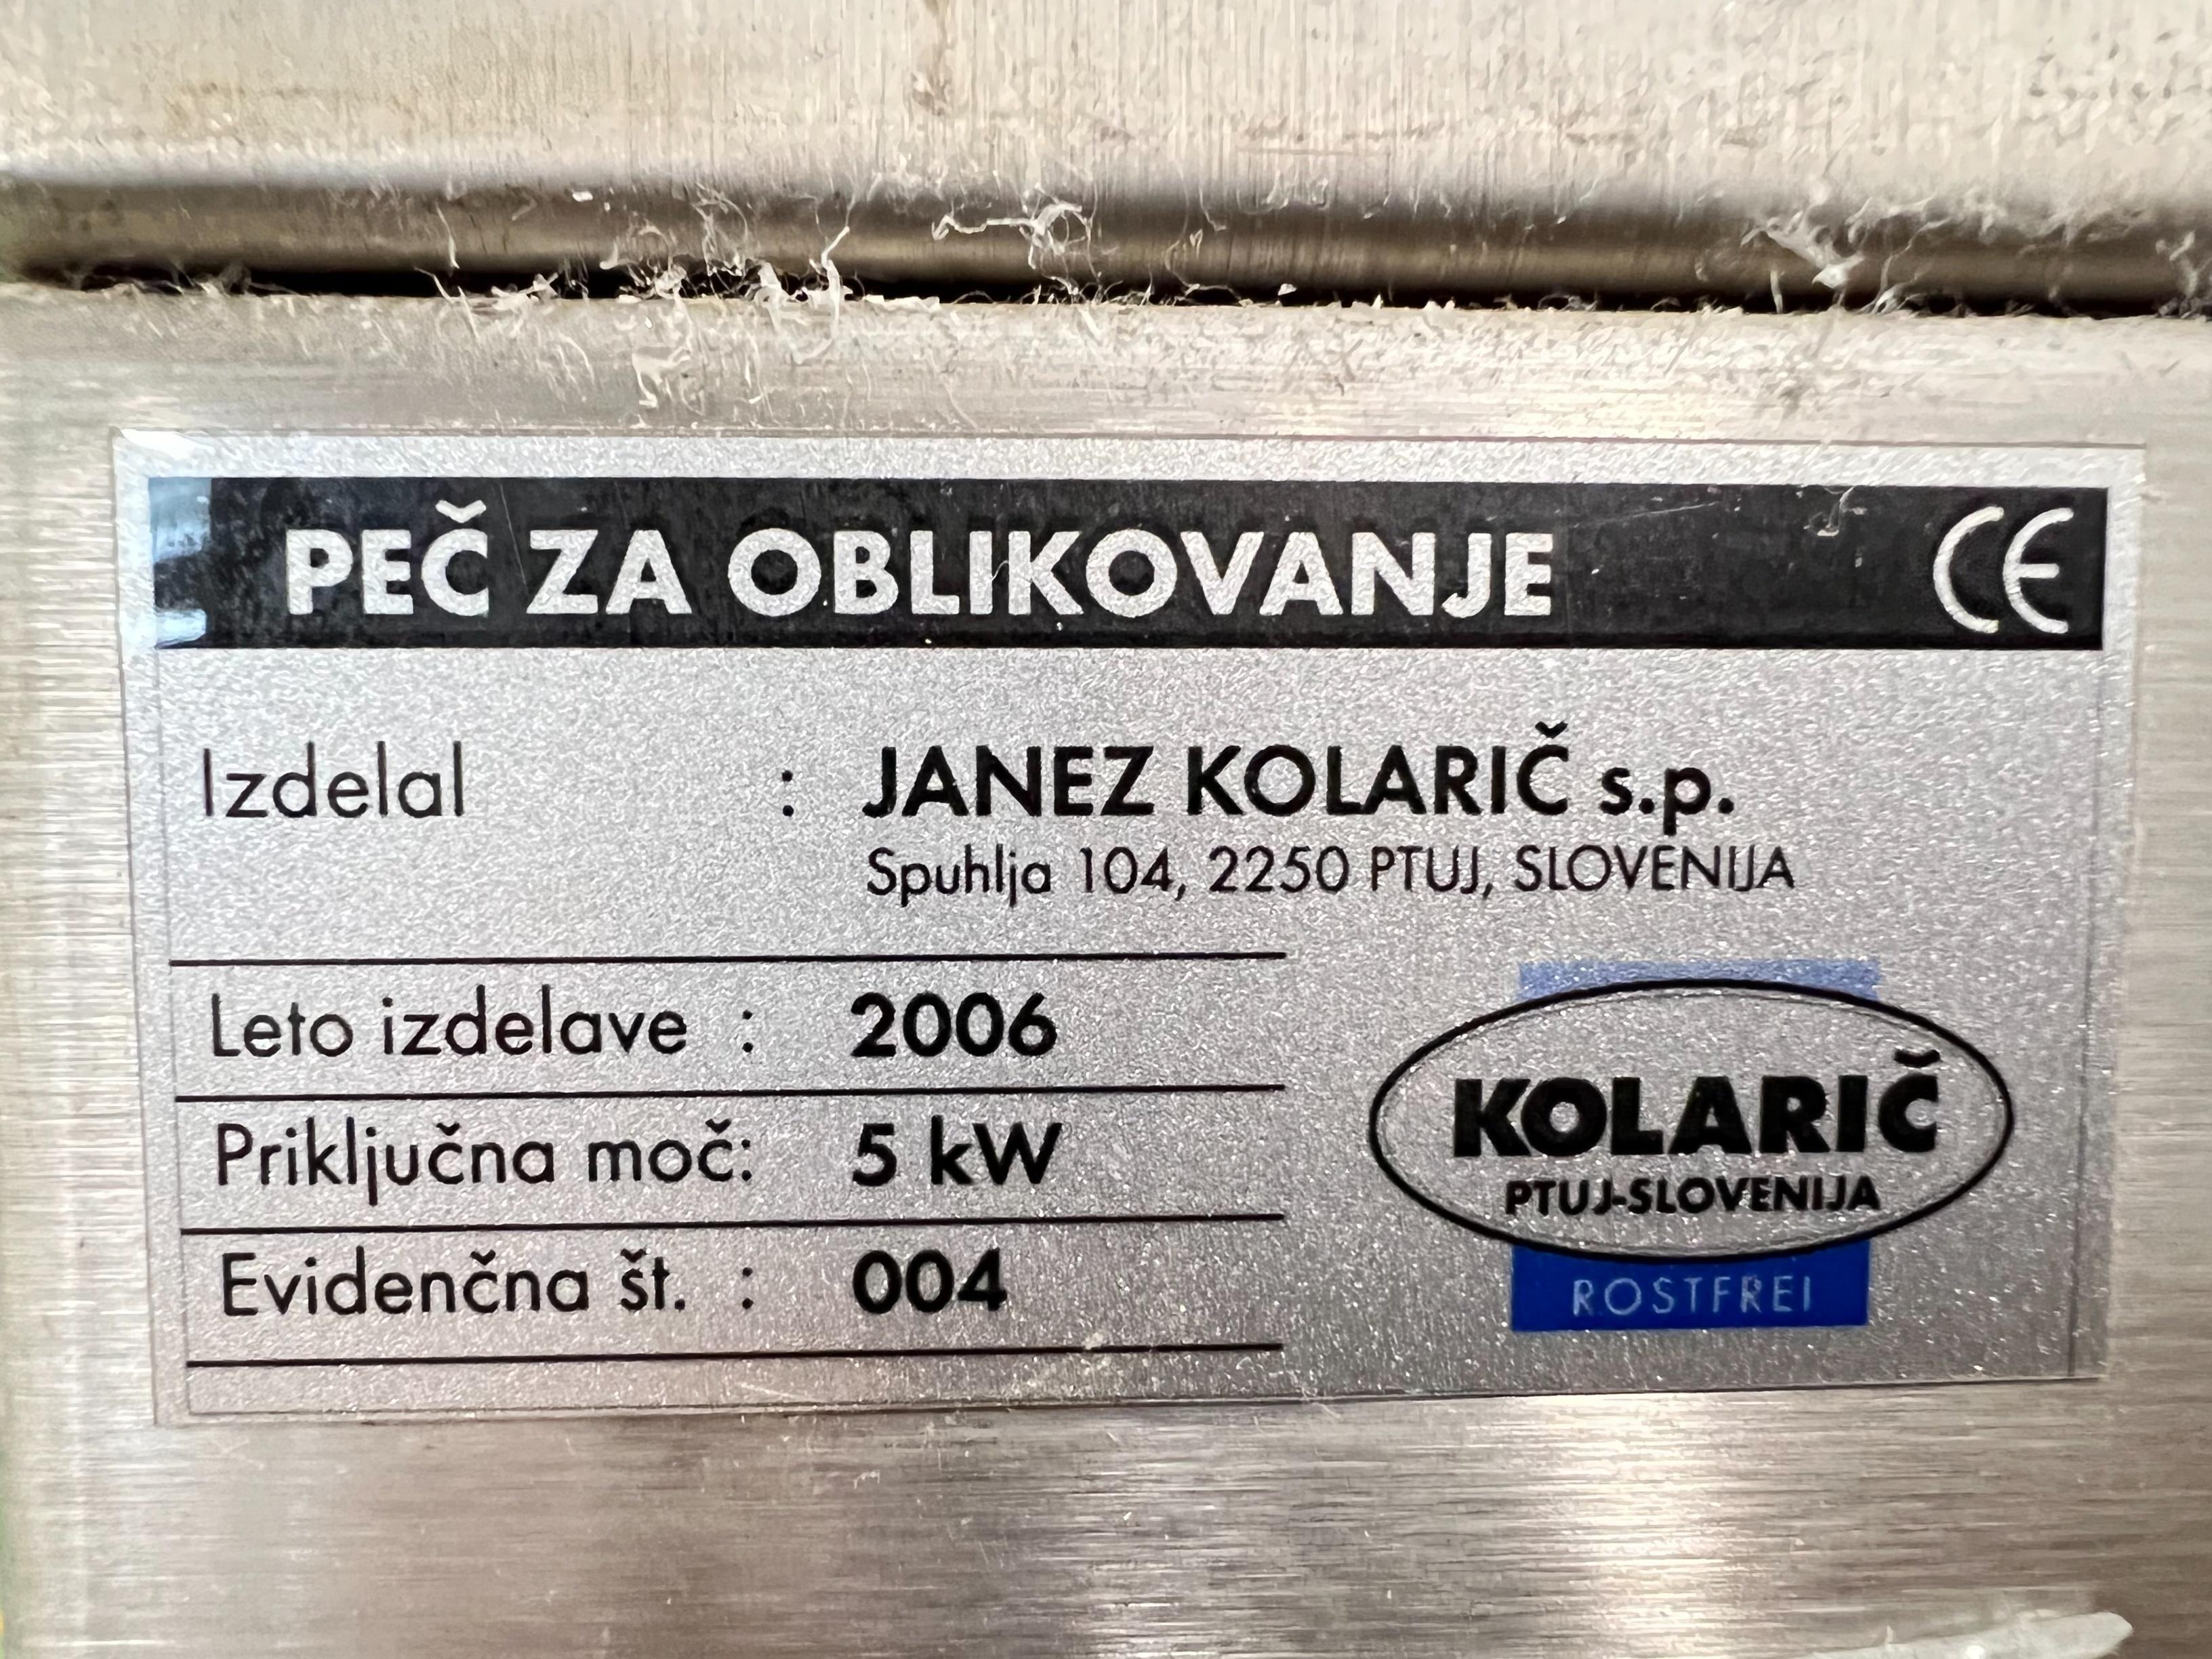 PEČ ZA OBLIKOVANJE CE
Izdelal : JANEZ KOLARIČ s.p.
Spuhlja 104, 2250 PTUJ, SLOVENIJA
Leto izdelave : 2006
Priključna moč: 5 kW
Evidenčna št. : 004
KOLARIČ
PTUJ-SLOVENIJA
ROSTFREI